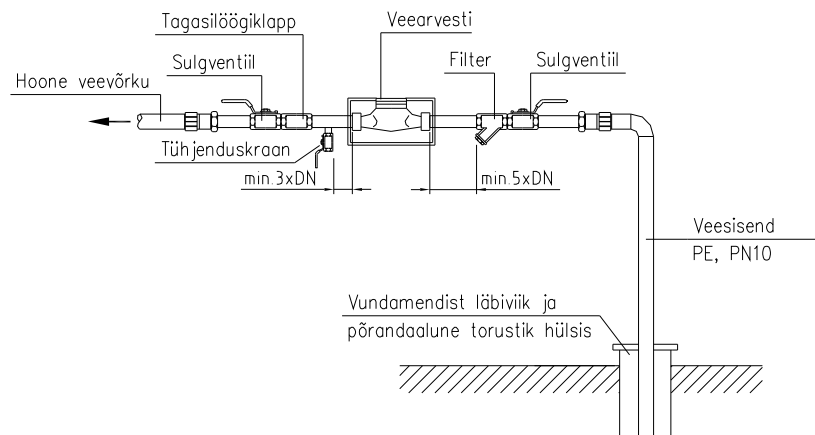 Tagasilöögiklapp
Veearvesti
Sulgventiil
Filter
Sulgventiil
Hoone veevõrku
Tühjenduskraan
min.3xDN
min.5xDN
Veesisend
PE, PN10
Vundamendist läbiviik ja
põrandaalune torustik hülsis